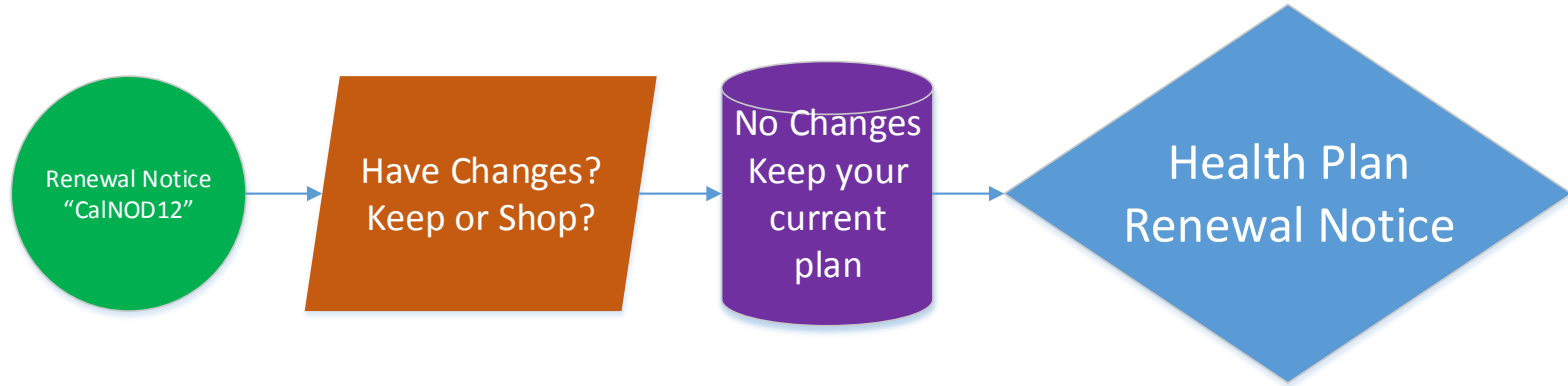 Renewal Notice
“CalNOD12”
Have Changes?
Keep or Shop?
No Changes
Keep your
current
plan
Health Plan
Renewal Notice